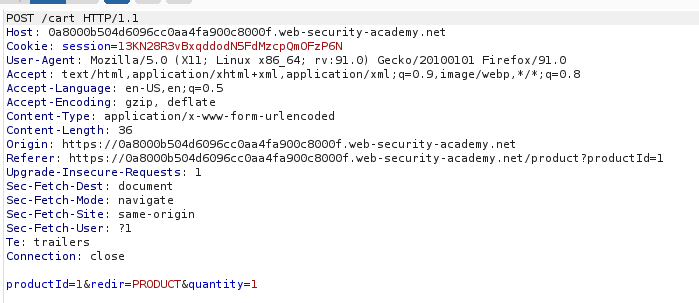 POST /cart HTTP/1.1
Host: 0a8000b504d6096cc0aa4fa900c8000f.web-security-academy.net
Cookie: session=13KN28R3vBxqddodN5FdMzcpQmOFzP6N
User-Agent: Mozilla/5.0 (X11; Linux x86_64; rv:91.0) Gecko/20100101 Firefox/91.0
Accept: text/html,application/xhtml+xml,application/xml;q=0.9,image/webp,*/*;q=0.8
Accept-Language: en-US,en;q=0.5
Accept-Encoding: gzip, deflate
Content-Type: application/x-www-form-urlencoded
Content-Length: 36
Origin: https://0a8000b504d6096cc0aa4fa900c8000f.web-security-academy.net
Referer: https://0a8000b504d6096cc0aa4fa900c8000f.web-security-academy.net/product?productId=1
Upgrade-Insecure-Requests: 1
Sec-Fetch-Dest: document
Sec-Fetch-Mode: navigate
Sec-Fetch-Site: same-origin
Sec-Fetch-User: ?1
Te: trailers
Connection: close
productId=1&redir=PRODUCT&quantity=1